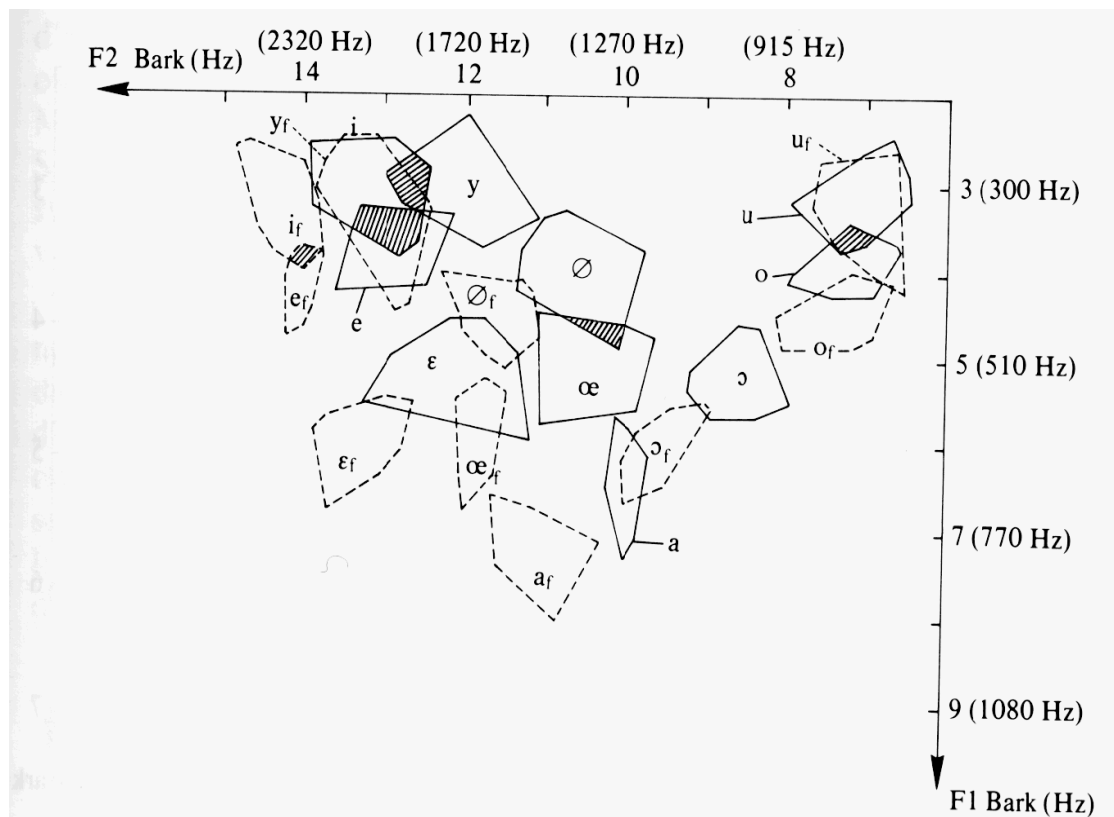 (2320 Hz) (1720 Hz) (1270 Hz) (915 Hz)
F2 Bark (Hz) 14 12 10 8
yf i uf
y 3 (300 Hz)
if u
∅ o
ef e ∅f
of
ε 5 (510 Hz)
œ ɔ
εf œf ɔf
a 7 (770 Hz)
af
9 (1080 Hz)
F1 Bark (Hz)